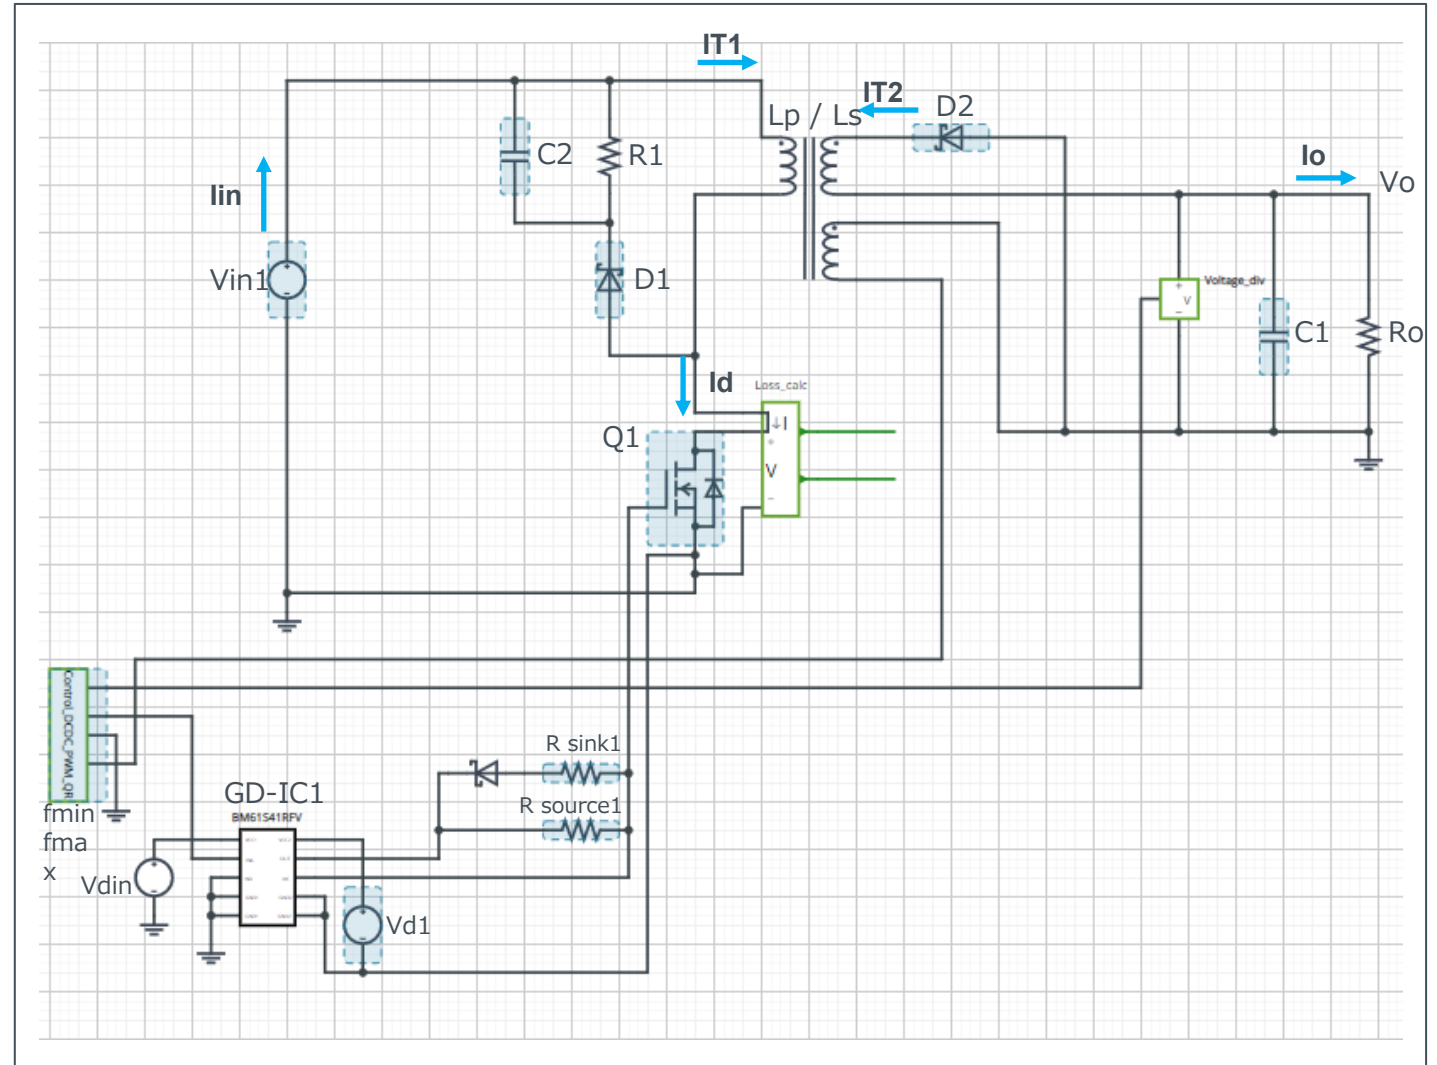 IT1
IT2
D2
Lp / Ls
C2
R1
Io
Vo
Iin
Vin1
D1
Voltage_div
+
V
−
C1
Ro
Id
Loss_calc
Q1
↓I
+
V
−
Control_DCDC_PWM_QR
R sink1
GD-IC1
R source1
BM61S41RFV
fmin
fma
x
Vdin
Vd1